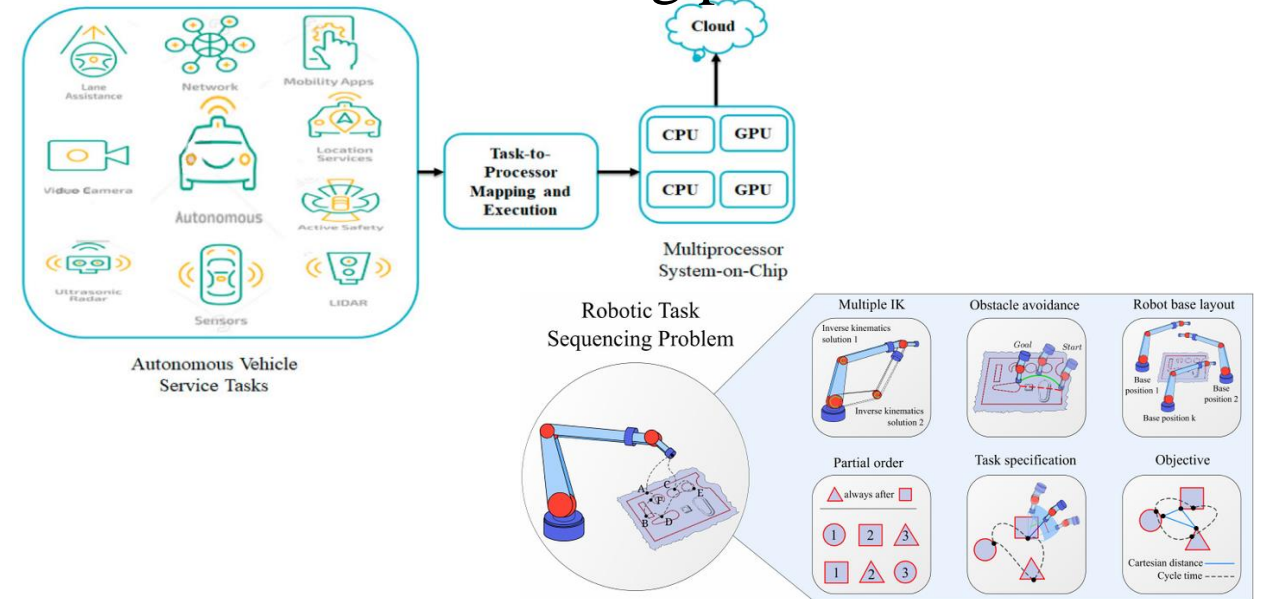 Cloud
Lane
Assistance
Network
Mobility Apps
Location
Services
Video Camera
Autonomous
Active Safety
Ultrasonic
Radar
Sensors
LIDAR
Autonomous Vehicle
Service Tasks
Task-to-
Processor
Mapping and
Execution
CPU
GPU
CPU
GPU
Multiprocessor
System-on-Chip
Robotic Task
Sequencing Problem
A
B
C
D
E
F
Multiple IK
Inverse kinematics
solution 1
Inverse kinematics
solution 2
Obstacle avoidance
Goal
Start
Robot base layout
Base
position 1
Base
position 2
Base position k
Partial order
always after
1
2
3
1
2
3
Task specification
Objective
Cartesian distance
Cycle time